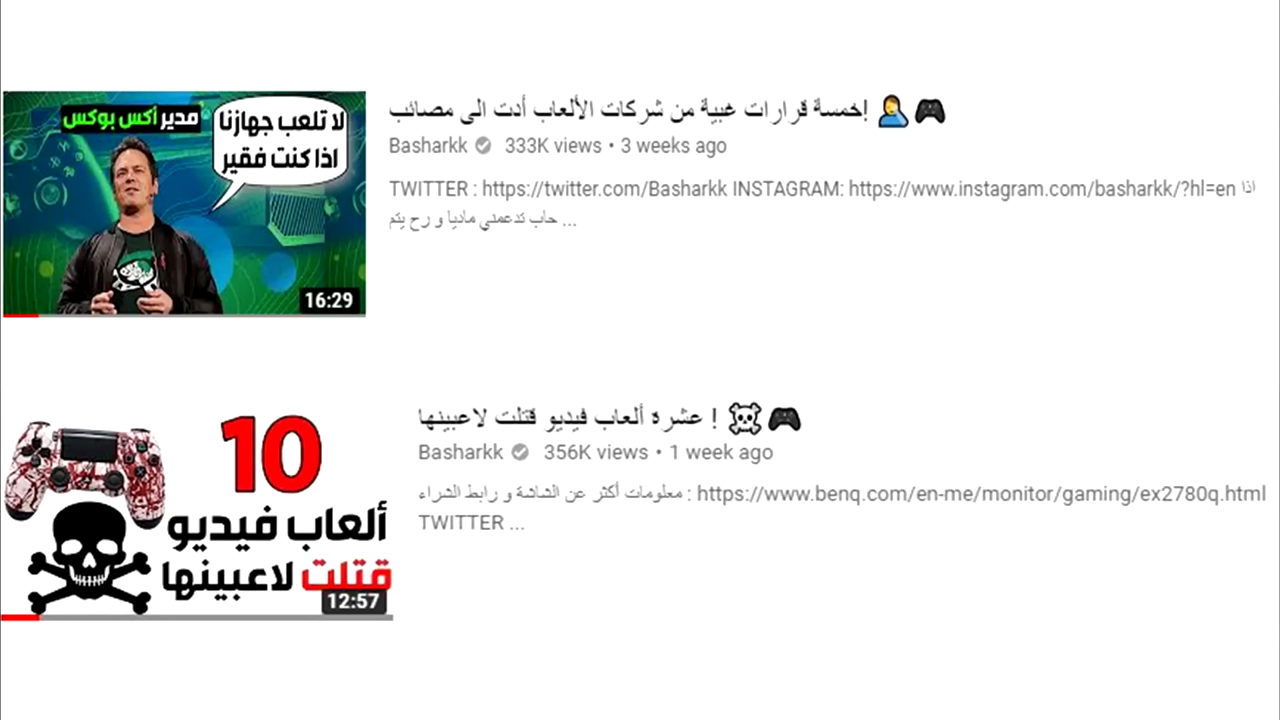 مدير أكس بوكس
لا تلعب جهازنا
اذا كنت فقير
16:29
خمسة قرارات غبية من شركات الألعاب أدت الى مصائب! 🤦‍♂️🎮
Basharkk 333K views • 3 weeks ago
TWITTER : https://twitter.com/Basharkk INSTAGRAM: https://www.instagram.com/basharkk/?hl=en اذا
حاب تدعمني ماديا و رح يتم ...
10
ألعاب فيديو
قتلت لاعبينها
12:57
عشره ألعاب فيديو قتلت لاعبينها ! ☠️🎮
Basharkk 356K views • 1 week ago
معلومات أكثر عن الشاشة و رابط الشراء : https://www.benq.com/en-me/monitor/gaming/ex2780q.html
TWITTER ...